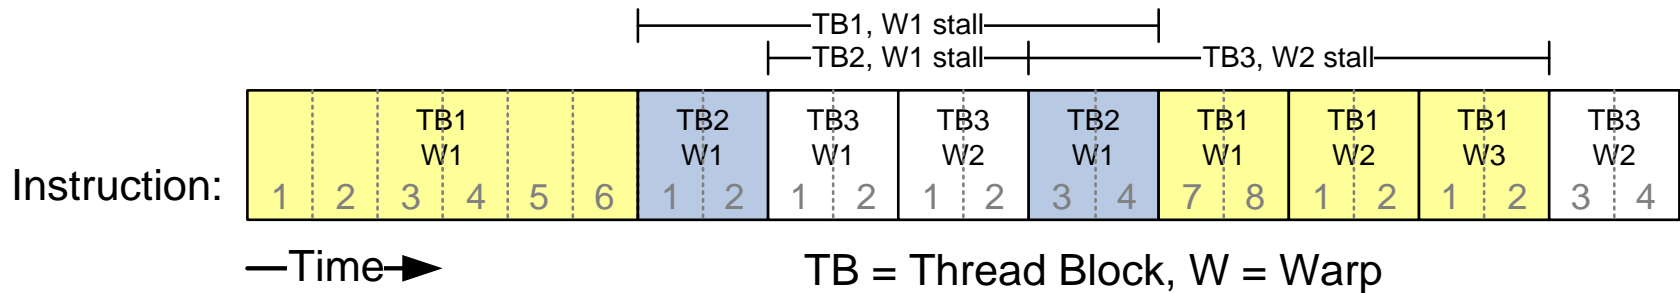 TB1, W1 stall
TB2, W1 stall TB3, W2 stall
TB1 TB2 TB3 TB3 TB2 TB1 TB1 TB1 TB3
W1 W1 W1 W2 W1 W1 W2 W3 W2
Instruction: 1 2 3 4 5 6 1 2 1 2 1 2 3 4 7 8 1 2 1 2 3 4
Time TB = Thread Block, W = Warp